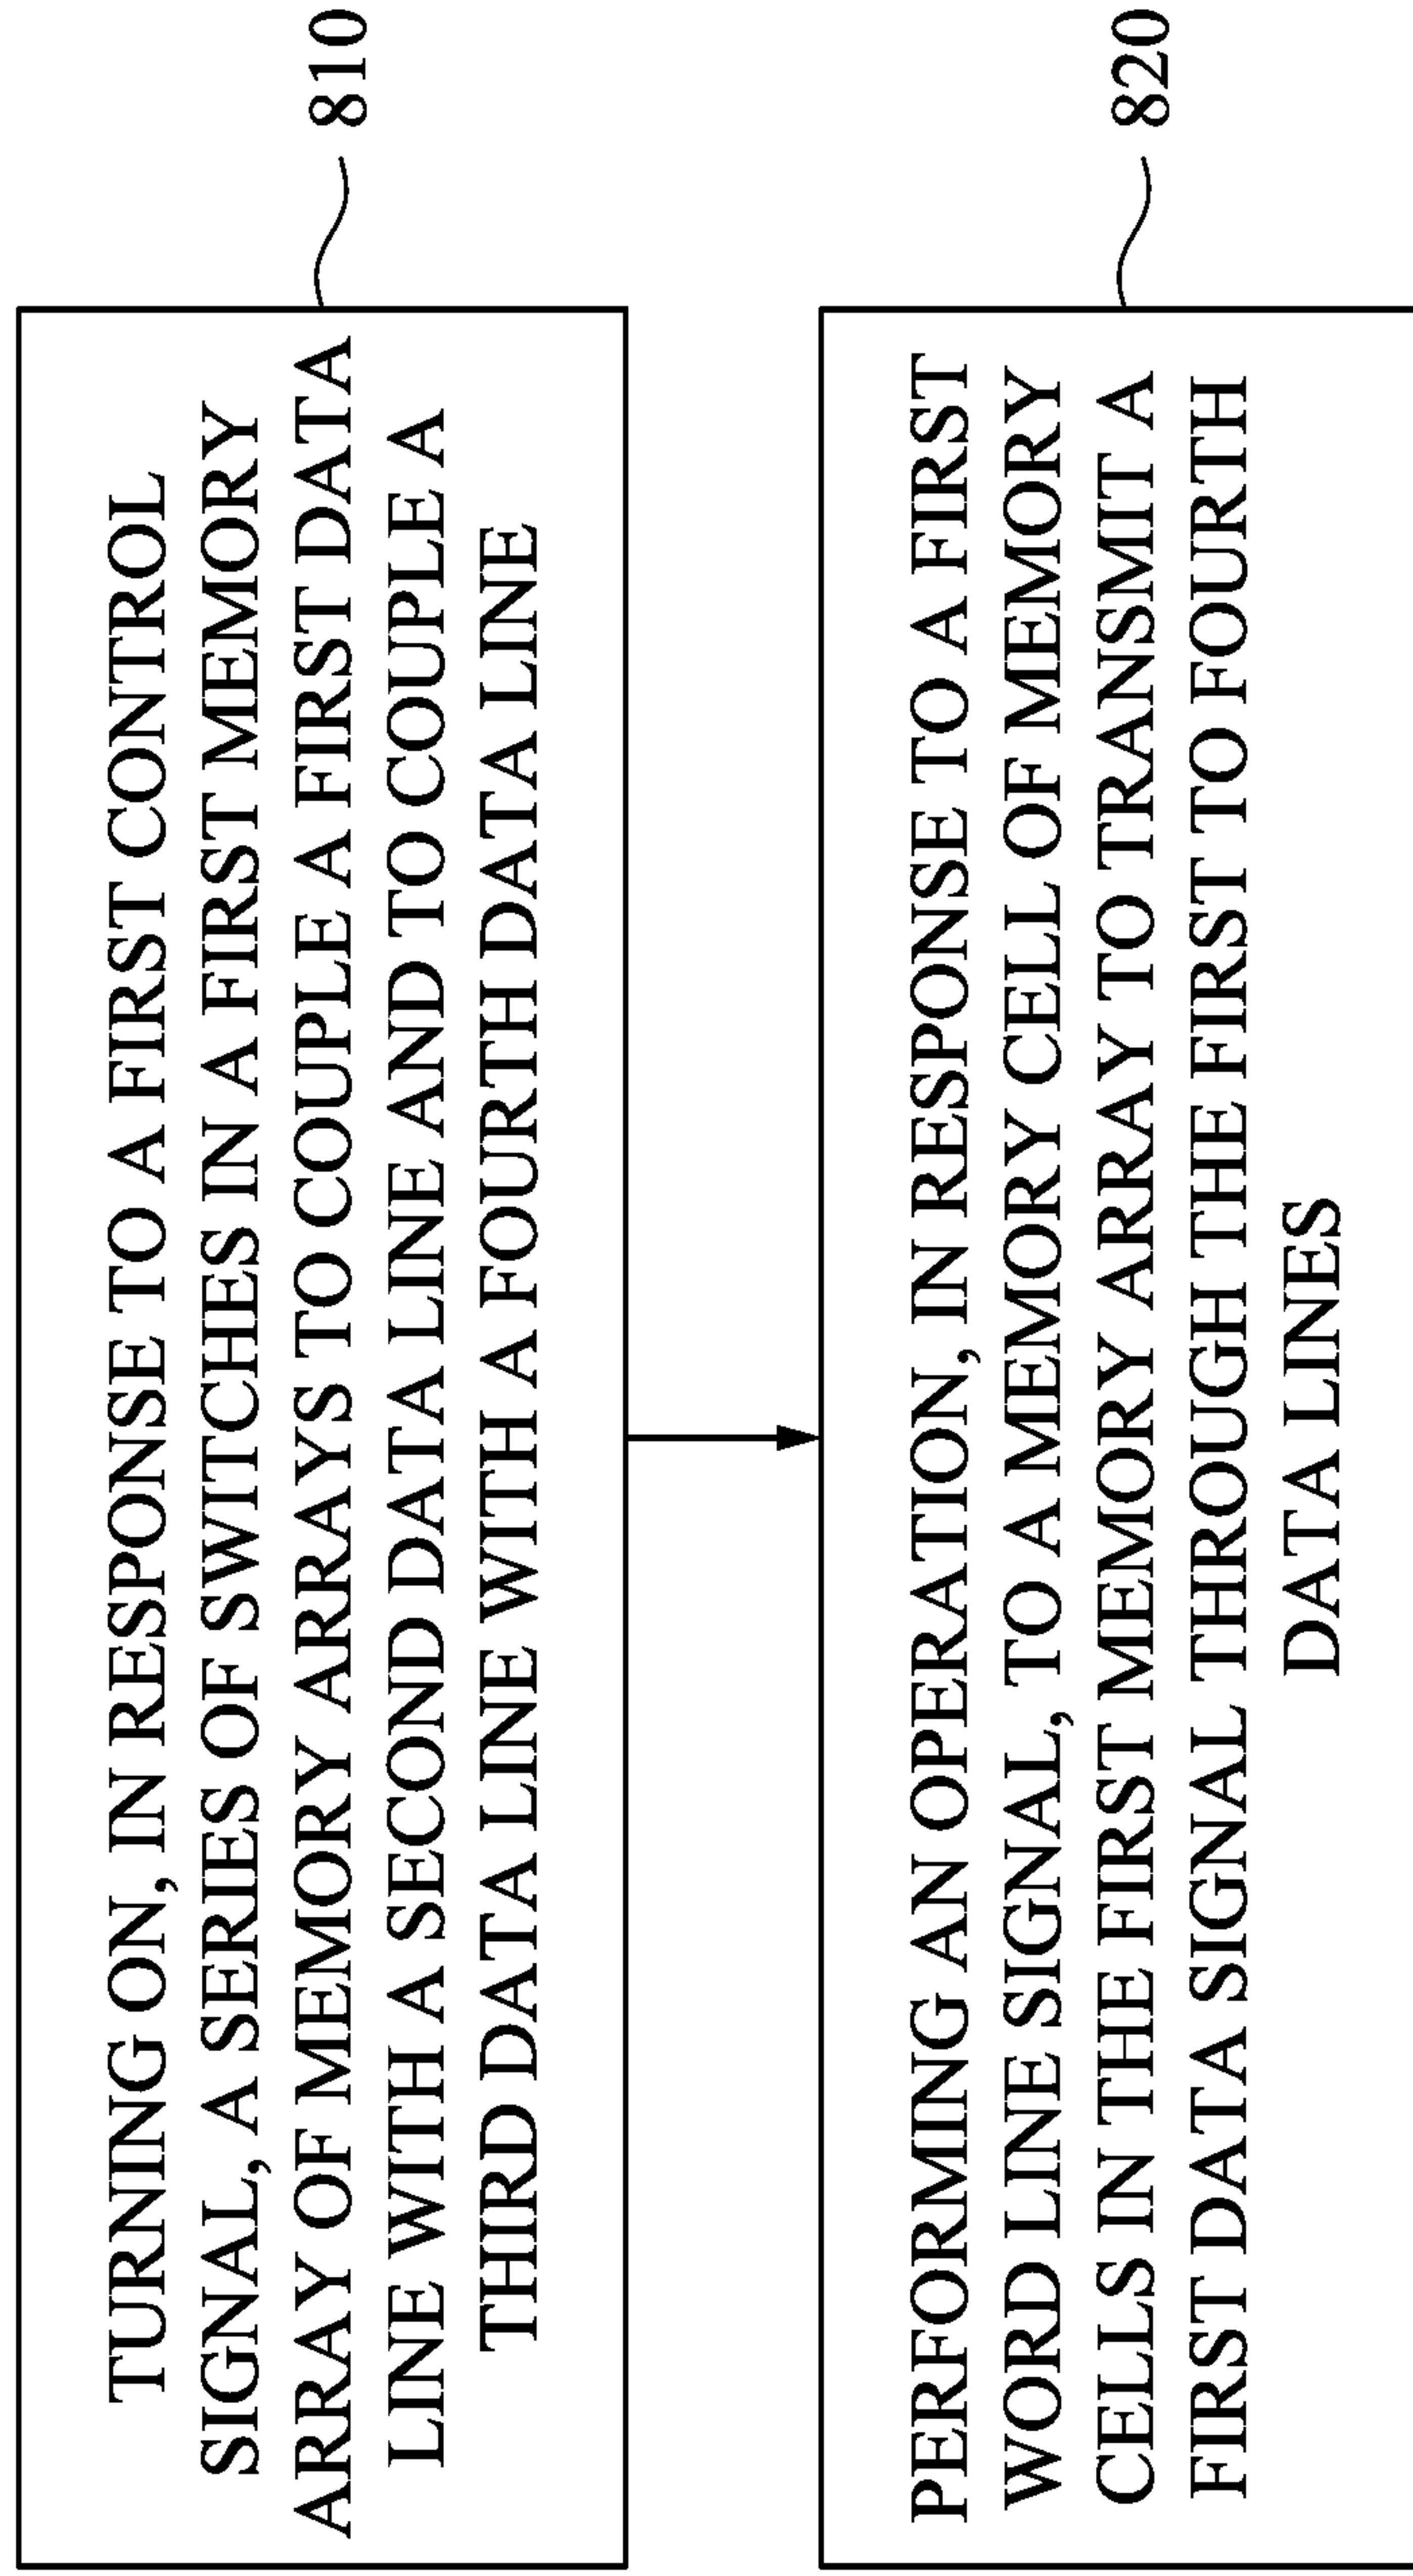 TURNING ON, IN RESPONSE TO A FIRST CONTROL
SIGNAL, A SERIES OF SWITCHES IN A FIRST MEMORY
ARRAY OF MEMORY ARRAYS TO COUPLE A FIRST DATA
LINE WITH A SECOND DATA LINE AND TO COUPLE A
THIRD DATA LINE WITH A FOURTH DATA LINE
810
PERFORMING AN OPERATION, IN RESPONSE TO A FIRST
WORD LINE SIGNAL, TO A MEMORY CELL OF MEMORY
CELLS IN THE FIRST MEMORY ARRAY TO TRANSMIT A
FIRST DATA SIGNAL THROUGH THE FIRST TO FOURTH
DATA LINES
820